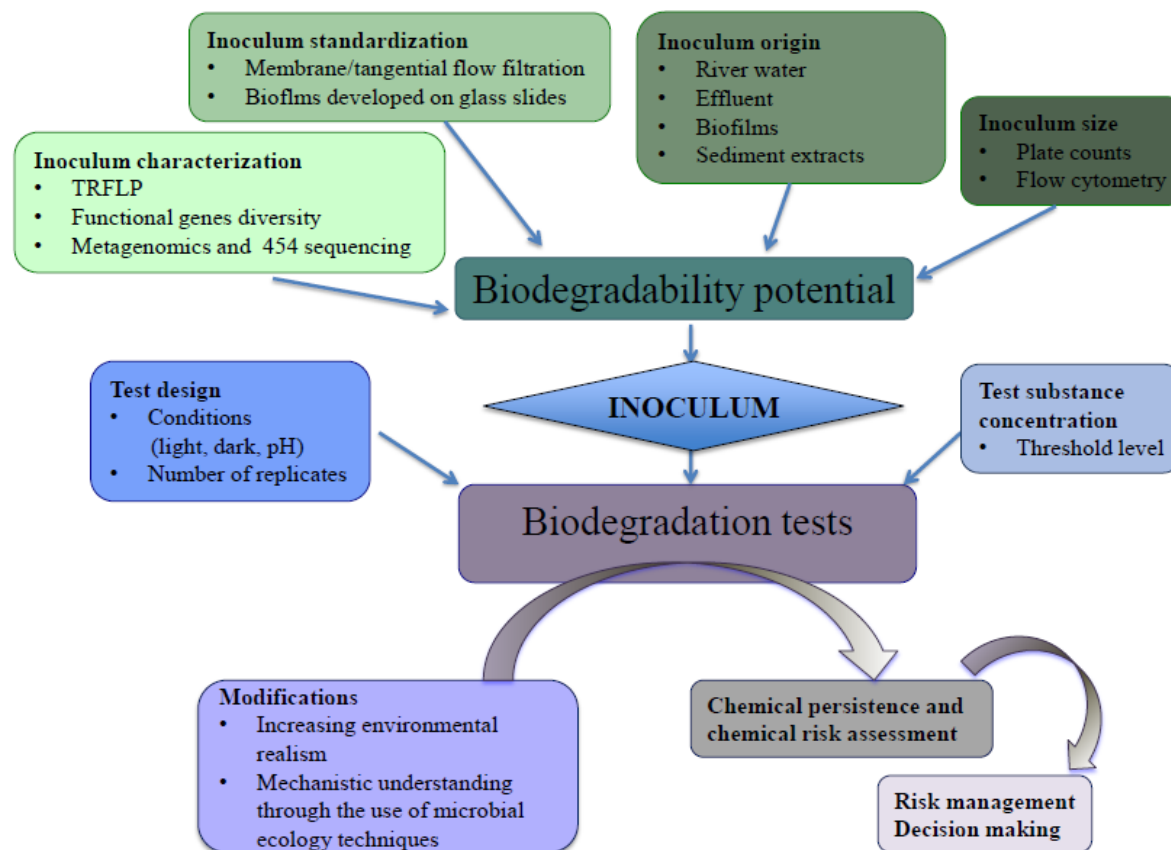 Inoculum standardization
• Membrane/tangential flow filtration
• Bioflms developed on glass slides
Inoculum origin
• River water
• Effluent
• Biofilms
• Sediment extracts
Inoculum size
• Plate counts
• Flow cytometry
Inoculum characterization
• TRFLP
• Functional genes diversity
• Metagenomics and 454 sequencing
Biodegradability potential
INOCULUM
Test design
• Conditions
(light, dark, pH)
• Number of replicates
Test substance
concentration
• Threshold level
Biodegradation tests
Modifications
• Increasing environmental
realism
• Mechanistic understanding
through the use of microbial
ecology techniques
Chemical persistence and
chemical risk assessment
Risk management
Decision making